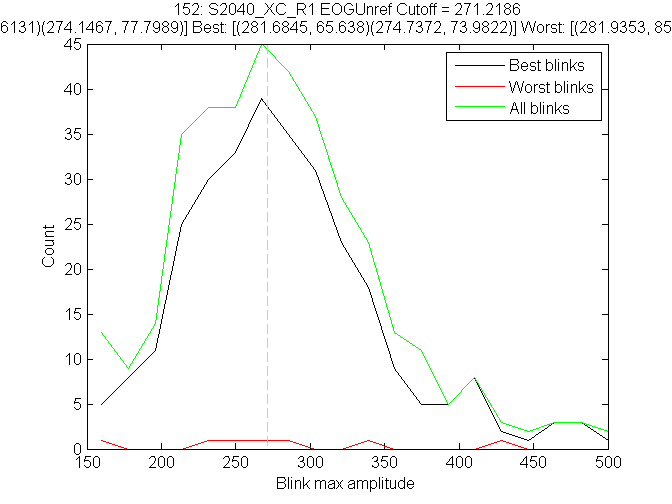 152: S2040_XC_R1 EOGUnref Cutoff = 271.2186
6131)(274.1467, 77.7989)] Best: [(281.6845, 65.638)(274.7372, 73.9822)] Worst: [(281.9353, 85
Best blinks
Worst blinks
All blinks
45
40
35
30
25
20
15
10
5
0
Count
150
200
250
300
350
400
450
500
Blink max amplitude